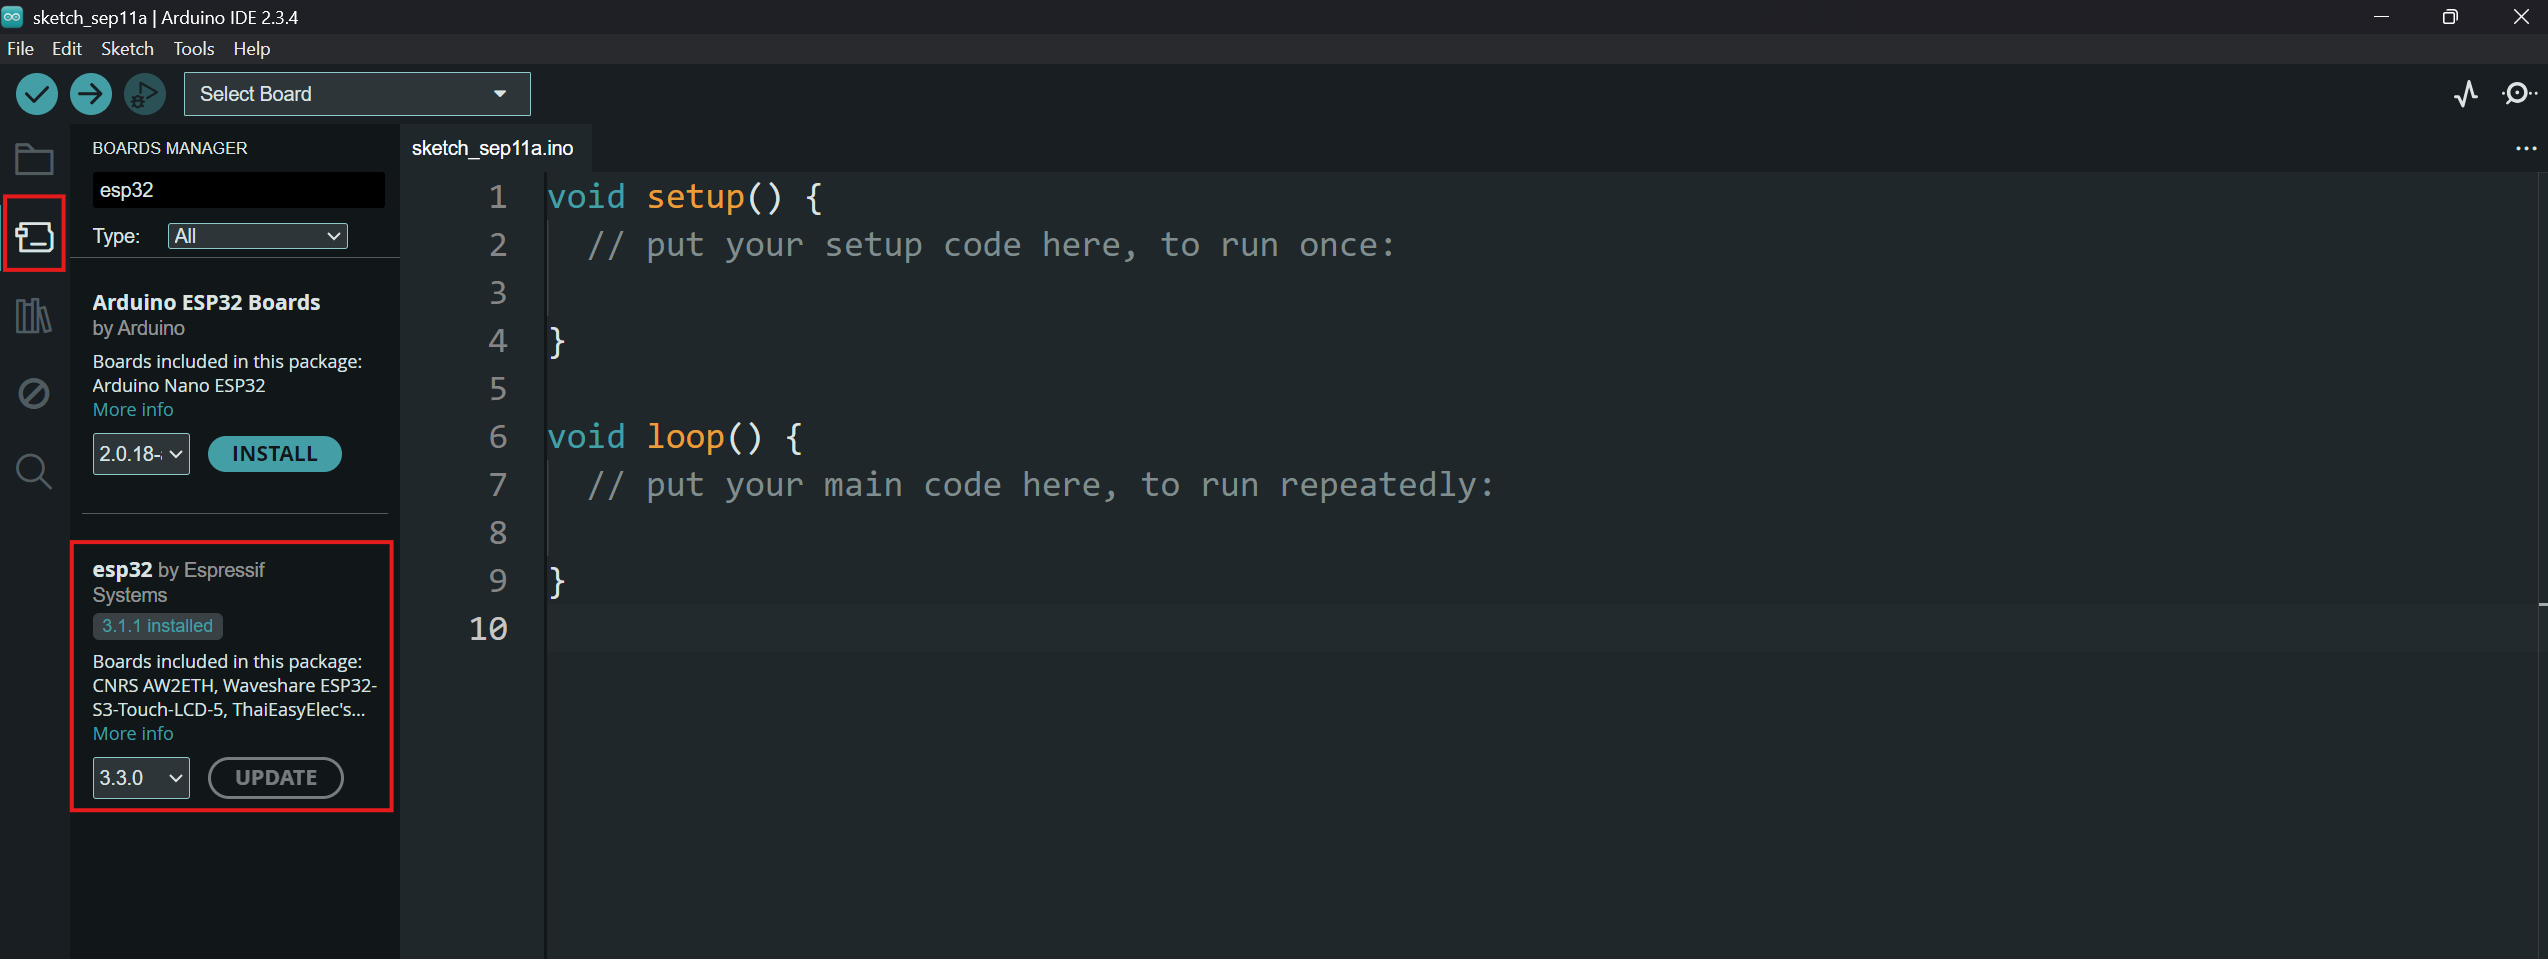 sketch_sep11a | Arduino IDE 2.3.4
File Edit Sketch Tools Help
Select Board
BOARDS MANAGER
esp32
Type: All
Arduino ESP32 Boards
by Arduino
Boards included in this package:
Arduino Nano ESP32
More info
2.0.18- INSTALL
esp32 by Espressif
Systems
3.1.1 installed
Boards included in this package:
CNRS AW2ETH, Waveshare ESP32-
S3-Touch-LCD-5, ThaiEasyElec's...
More info
3.3.0 UPDATE
sketch_sep11a.ino
1 void setup() {
2 // put your setup code here, to run once:
3
4 }
5
6 void loop() {
7 // put your main code here, to run repeatedly:
8
9 }
10